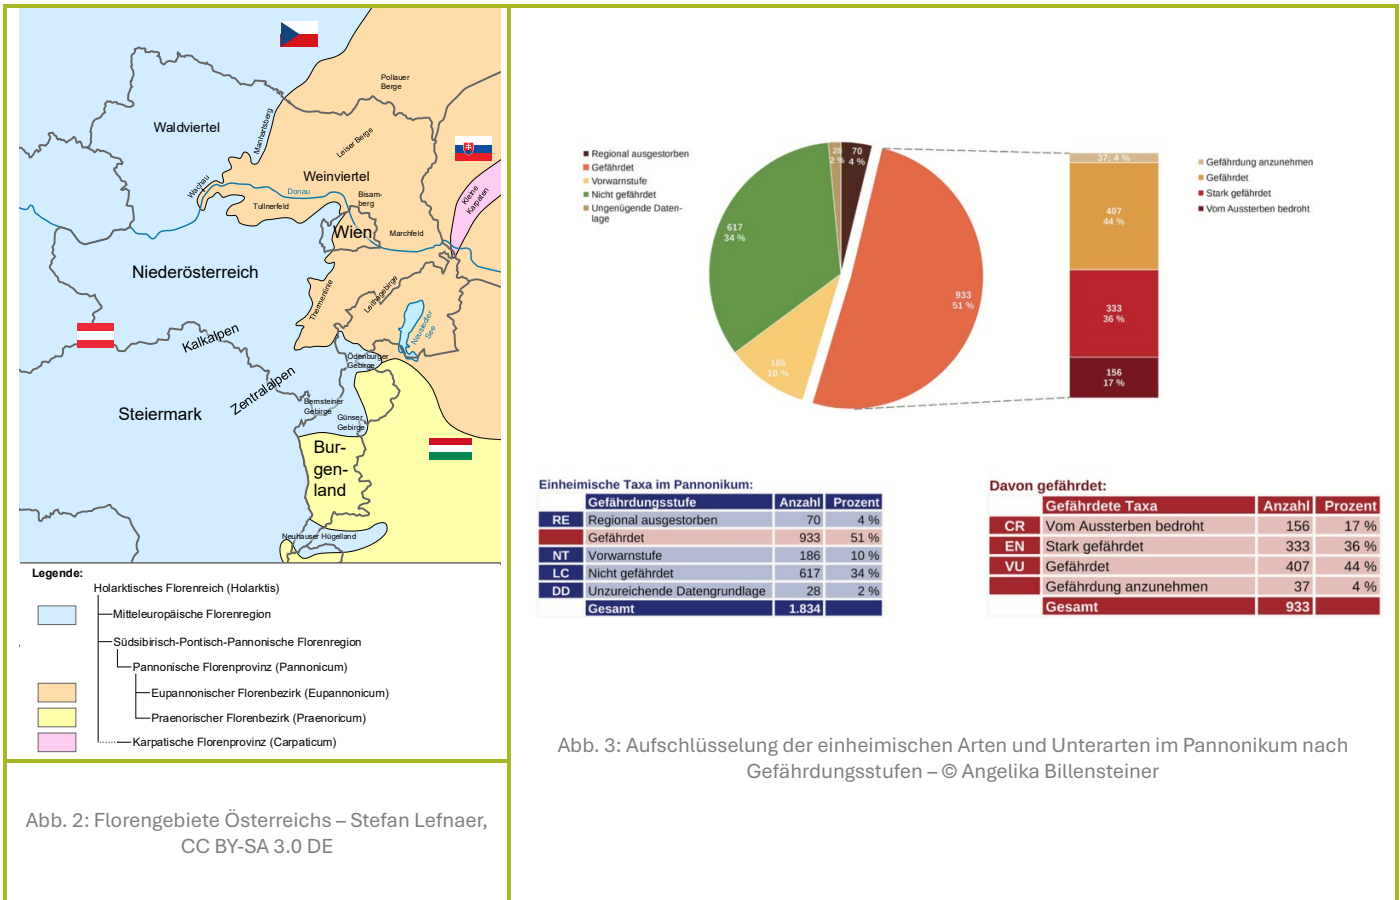 Pollauer
Berge
Waldviertel
Manhartsberg
Leiser Berge
Wachau
Weinviertel
Donau
Bisam-
berg
Kleine
Karpaten
Tullnerfeld
Wien
Marchfeld
Niederösterreich
Thermenlinie
Leithagebirge
Neusiedler
See
Kalkalpen
Ödenburger
Gebirge
Zentralalpen
Bernsteiner
Gebirge
Steiermark
Günser
Gebirge
Bur-
gen-
land
Neuhauser Hügelland
Legende:
Holarktisches Florenreich (Holarktis)
Mitteleuropäische Florenregion
Südsibirisch-Pontisch-Pannonische Florenregion
Pannonische Florenprovinz (Pannonicum)
Eupannonischer Florenbezirk (Eupannonicum)
Praenorischer Florenbezirk (Praenoricum)
Karpatische Florenprovinz (Carpaticum)
Abb. 2: Florengebiete Österreichs – Stefan Lefnaer,
CC BY-SA 3.0 DE
Regional ausgestorben
Gefährdet
Vorwarnstufe
Nicht gefährdet
Ungenügende Daten-
lage
28
2 %
70
4 %
617
34 %
933
51 %
186
10 %
37; 4 %
407
44 %
333
36 %
156
17 %
Gefährdung anzunehmen
Gefährdet
Stark gefährdet
Vom Aussterben bedroht
Einheimische Taxa im Pannonikum:
Gefährdungsstufe Anzahl Prozent
RE Regional ausgestorben 70 4 %
Gefährdet 933 51 %
NT Vorwarnstufe 186 10 %
LC Nicht gefährdet 617 34 %
DD Unzureichende Datengrundlage 28 2 %
Gesamt 1.834
Davon gefährdet:
Gefährdete Taxa Anzahl Prozent
CR Vom Aussterben bedroht 156 17 %
EN Stark gefährdet 333 36 %
VU Gefährdet 407 44 %
Gefährdung anzunehmen 37 4 %
Gesamt 933
Abb. 3: Aufschlüsselung der einheimischen Arten und Unterarten im Pannonikum nach
Gefährdungsstufen – © Angelika Billensteiner